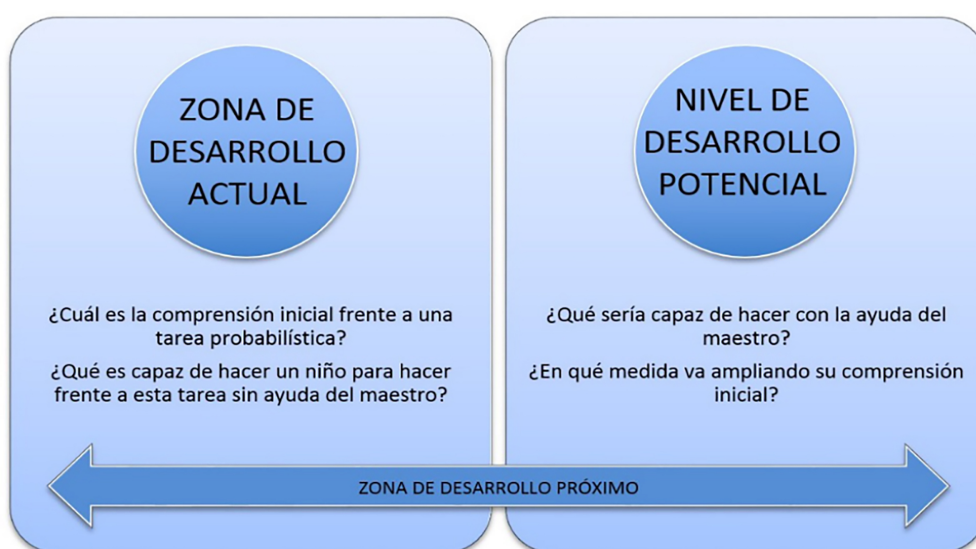 ZONA DE
DESARROLLO
ACTUAL
¿Cuál es la comprensión inicial frente a una
tarea probabilística?
¿Qué es capaz de hacer un niño para hacer
frente a esta tarea sin ayuda del maestro?
NIVEL DE
DESARROLLO
POTENCIAL
¿Qué sería capaz de hacer con la ayuda del
maestro?
¿En qué medida va ampliando su comprensión
inicial?
ZONA DE DESARROLLO PRÓXIMO